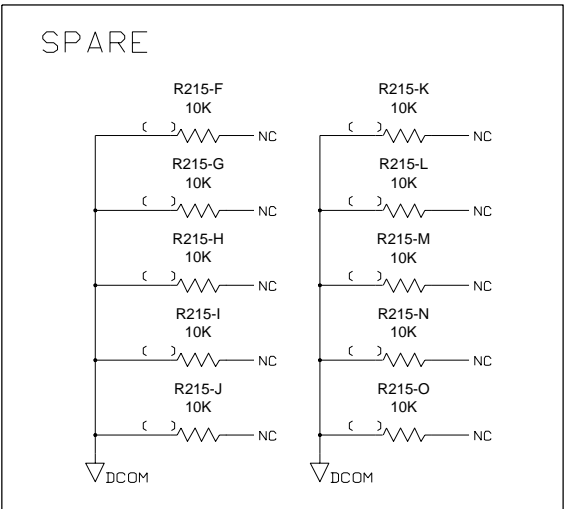 SPARE
R215-F
10K
( ) NC
R215-G
10K
( ) NC
R215-H
10K
( ) NC
R215-I
10K
( ) NC
R215-J
10K
( ) NC
DCOM
R215-K
10K
( ) NC
R215-L
10K
( ) NC
R215-M
10K
( ) NC
R215-N
10K
( ) NC
R215-O
10K
( ) NC
DCOM